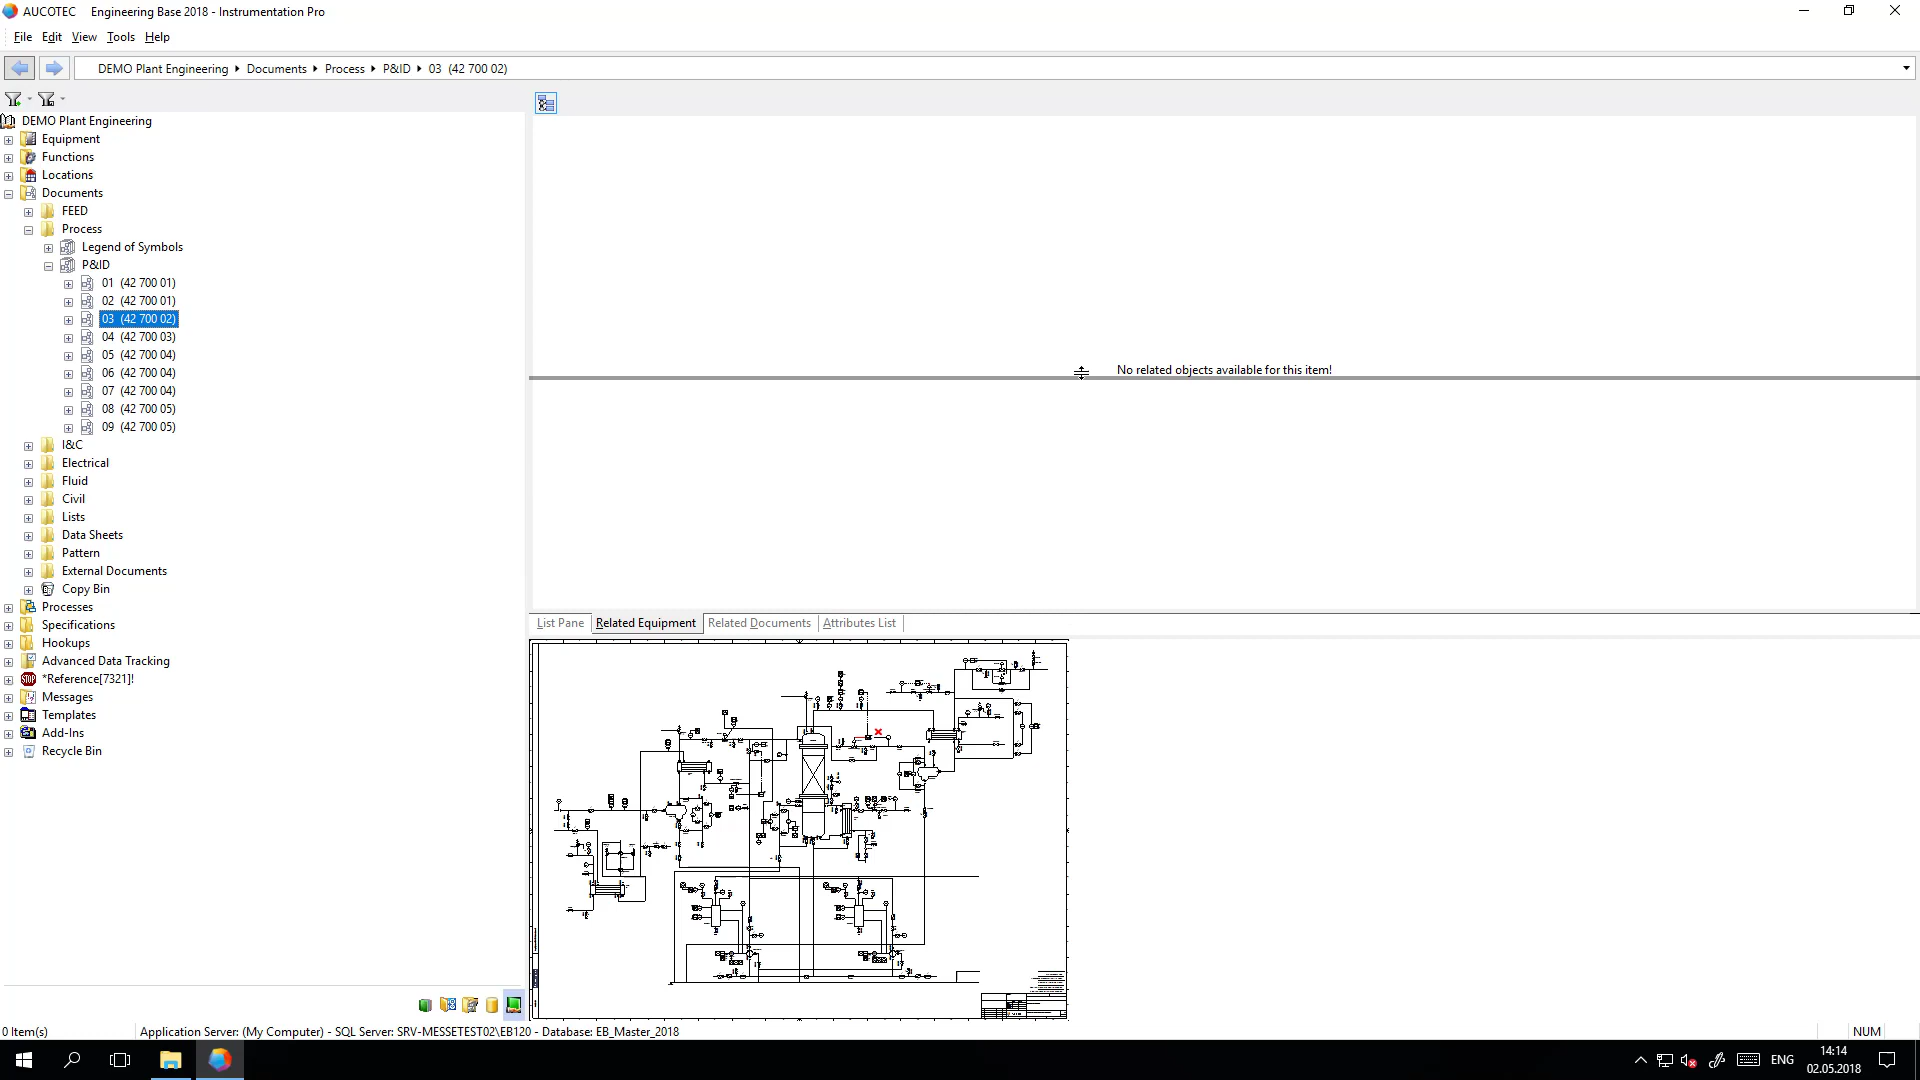 AUCOTEC Engineering Base 2018 - Instrumentation Pro
File Edit View Tools Help
DEMO Plant Engineering Documents Process P&ID 03 (42 700 02)
DEMO Plant Engineering
Equipment
Functions
Locations
Documents
FEED
Process
Legend of Symbols
P&ID
01 (42 700 01)
02 (42 700 01)
03 (42 700 02)
04 (42 700 03)
05 (42 700 04)
06 (42 700 04)
07 (42 700 04)
08 (42 700 05)
09 (42 700 05)
I&C
Electrical
Fluid
Civil
Lists
Data Sheets
Pattern
External Documents
Copy Bin
Processes
Specifications
Hookups
Advanced Data Tracking
STOP *Reference[7321]!
Messages
Templates
Add-Ins
Recycle Bin
No related objects available for this item!
List Pane Related Equipment Related Documents Attributes List
0 Item(s) Application Server: (My Computer) - SQL Server: SRV-MESSETEST02\EB120 - Database: EB_Master_2018 NUM
ENG 14:14
02.05.2018